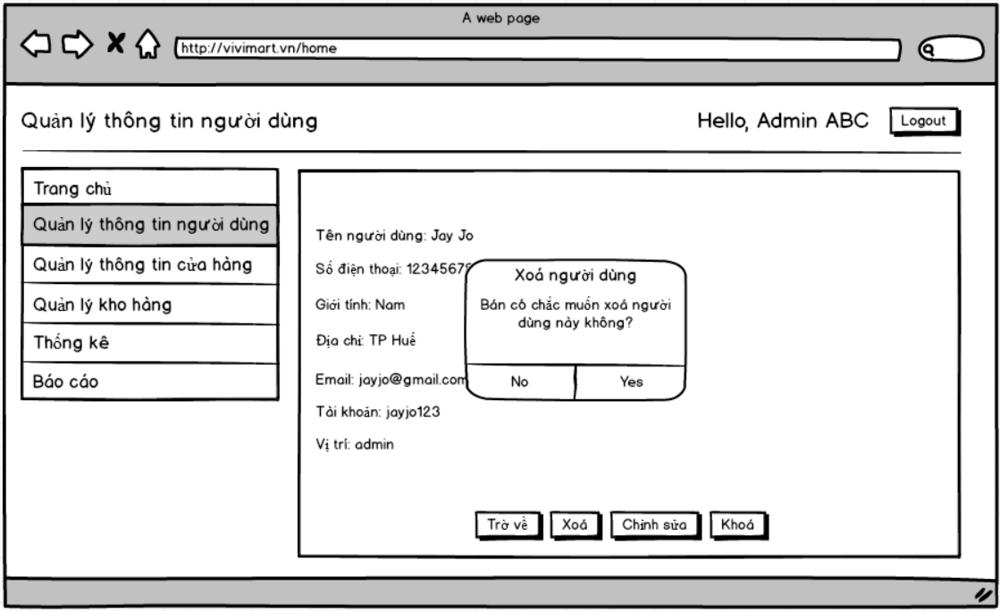 A web page
http://vivimart.vn/home
Quản lý thông tin người dùng
Hello, Admin ABC
Logout
Trang chủ
Quản lý thông tin người dùng
Quản lý thông tin cửa hàng
Quản lý kho hàng
Thống kê
Báo cáo
Tên người dùng: Jay Jo
Số điện thoại: 12345678
Giới tính: Nam
Địa chỉ: TP Huế
Email: jayjo@gmail.com
Tài khoản: jayjo123
Vị trí: admin
Xoá người dùng
Bán có chắc muốn xoá người
dùng này không?
No
Yes
Trờ về
Xoá
Chỉnh sửa
Khoá